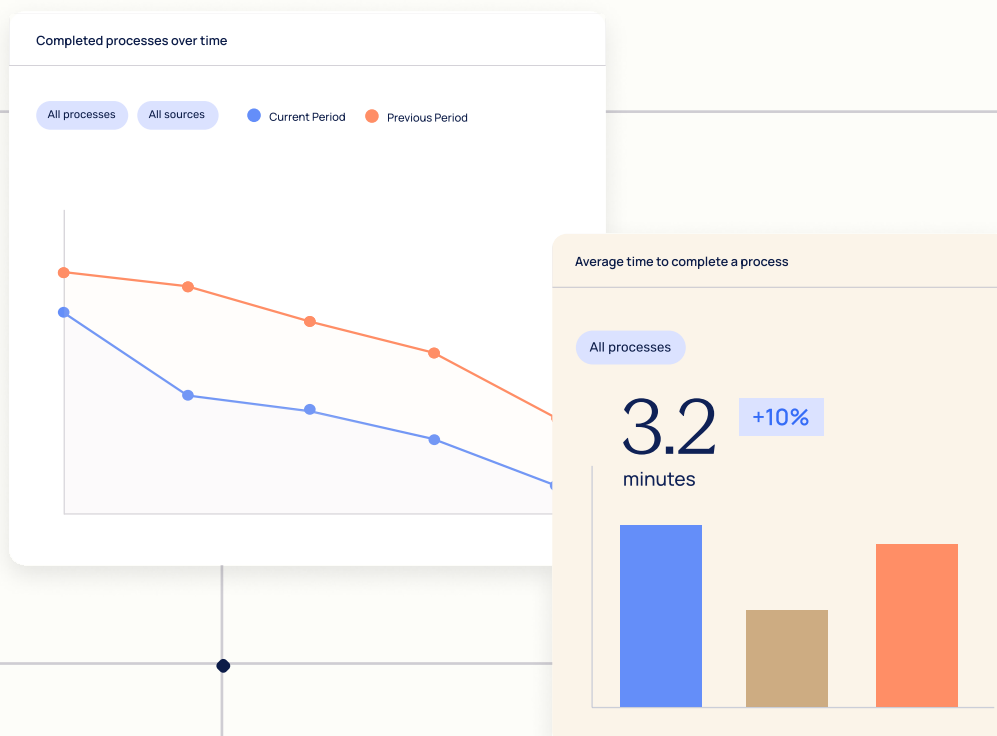 Completed processes over time
All processes
All sources
Current Period
Previous Period
Average time to complete a process
All processes
3.2
+10%
minutes